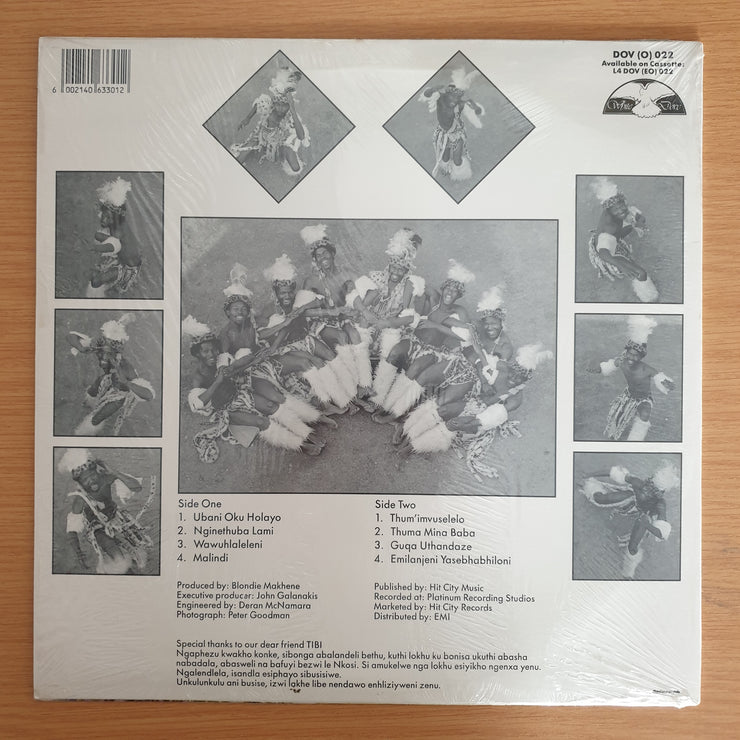 6 002140 633012
DOV (O) 022
Available on Cassette:
L4 DOV (EO) 022
White Dove
Side One
1. Ubani Oku Holayo
2. Nginethuba Lami
3. Wawuhlaleleni
4. Malindi
Side Two
1. Thum'imvuselelo
2. Thuma Mina Baba
3. Guqa Uthandaze
4. Emilanjeni Yasebhabhiloni
Produced by: Blondie Makhene
Executive producer: John Galanakis
Engineered by: Deran McNamara
Photograph: Peter Goodman
Published by: Hit City Music
Recorded at: Platinum Recording Studios
Marketed by: Hit City Records
Distributed by: EMI
Special thanks to our dear friend TIBI
Ngaphezu kwakho konke, sibonga abalandeli bethu, kuthi lokhu ku bonisa ukuthi abasha
nabadala, abasweli na bafuyi bezwi le Nkosi. Si amukelwe nga lokhu esiyikho ngenxa yenu.
Ngalendlela, isandla esiphayo sibusisiwe.
Unkulunkulu ani busise, izwi lakhe libe nendawo enhliziyweni zenu.